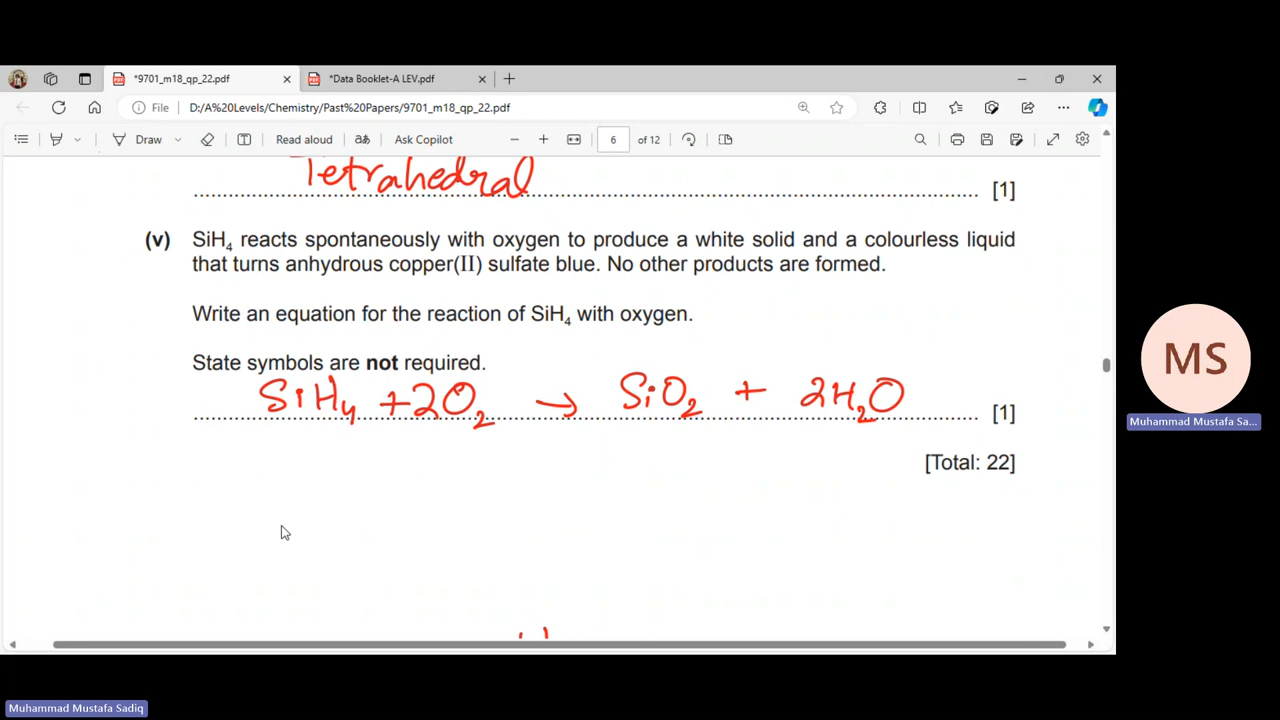 *9701_m18_qp_22.pdf
*Data Booklet-A LEV.pdf
File D:/A%20Levels/Chemistry/Past%20Papers/9701_m18_qp_22.pdf
Draw Read aloud aあ Ask Copilot 6 of 12
Tetrahedral
[1]
(v) SiH4 reacts spontaneously with oxygen to produce a white solid and a colourless liquid
that turns anhydrous copper(II) sulfate blue. No other products are formed.
Write an equation for the reaction of SiH4 with oxygen.
State symbols are not required.
SiH4 + 2O2 → SiO2 + 2H2O
[1]
[Total: 22]
MS
Muhammad Mustafa Sa...
Muhammad Mustafa Sadiq